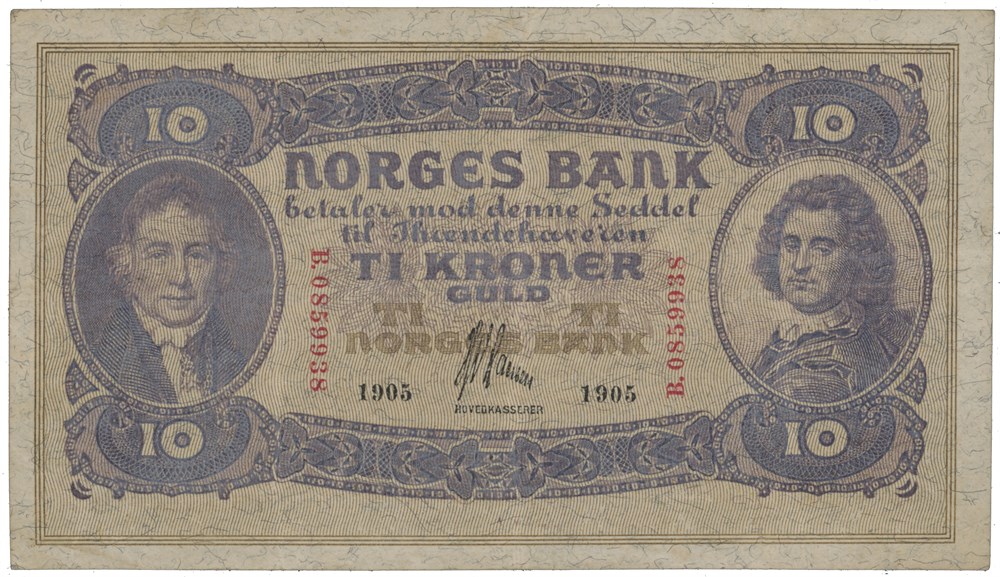 10 10
NORGES BANK
betaler mod denne Seddel
til Ihændehaveren
TI KRONER
GULD
TI TI
NORGES BANK
B.0859938 B.0859938
1905 1905
HOVEDKASSERER
10 10